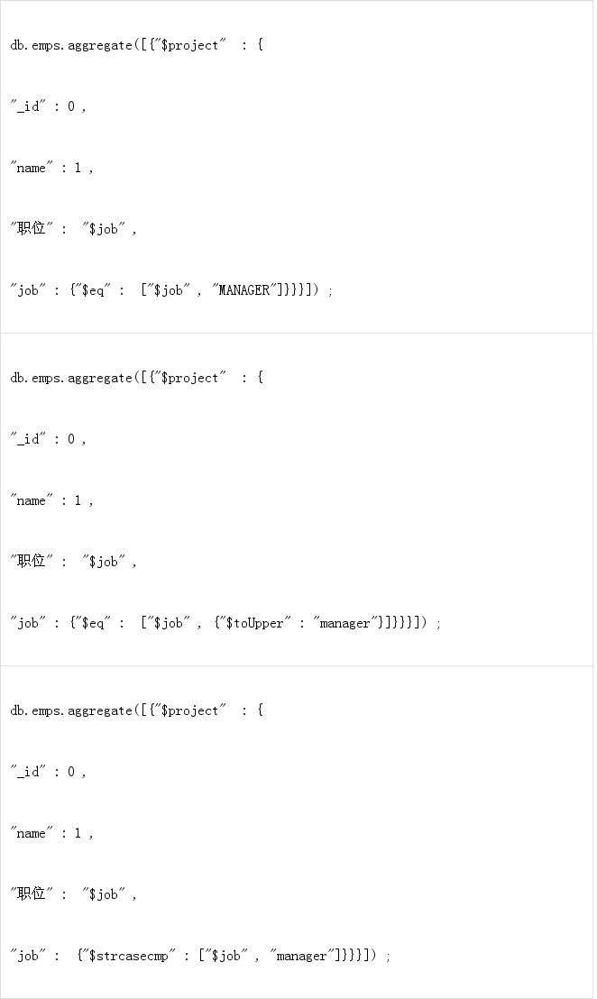 db.emps.aggregate([{"$project" : {
"_id" : 0 ,
"name" : 1 ,
"职位" : "$job" ,
"job" : {"$eq" : ["$job" , "MANAGER"]}}}]) ;
db.emps.aggregate([{"$project" : {
"_id" : 0 ,
"name" : 1 ,
"职位" : "$job" ,
"job" : {"$eq" : ["$job" , {"$toUpper" : "manager"}]}}}]) ;
db.emps.aggregate([{"$project" : {
"_id" : 0 ,
"name" : 1 ,
"职位" : "$job" ,
"job" : {"$strcasecmp" : ["$job" , "manager"]}}}]) ;